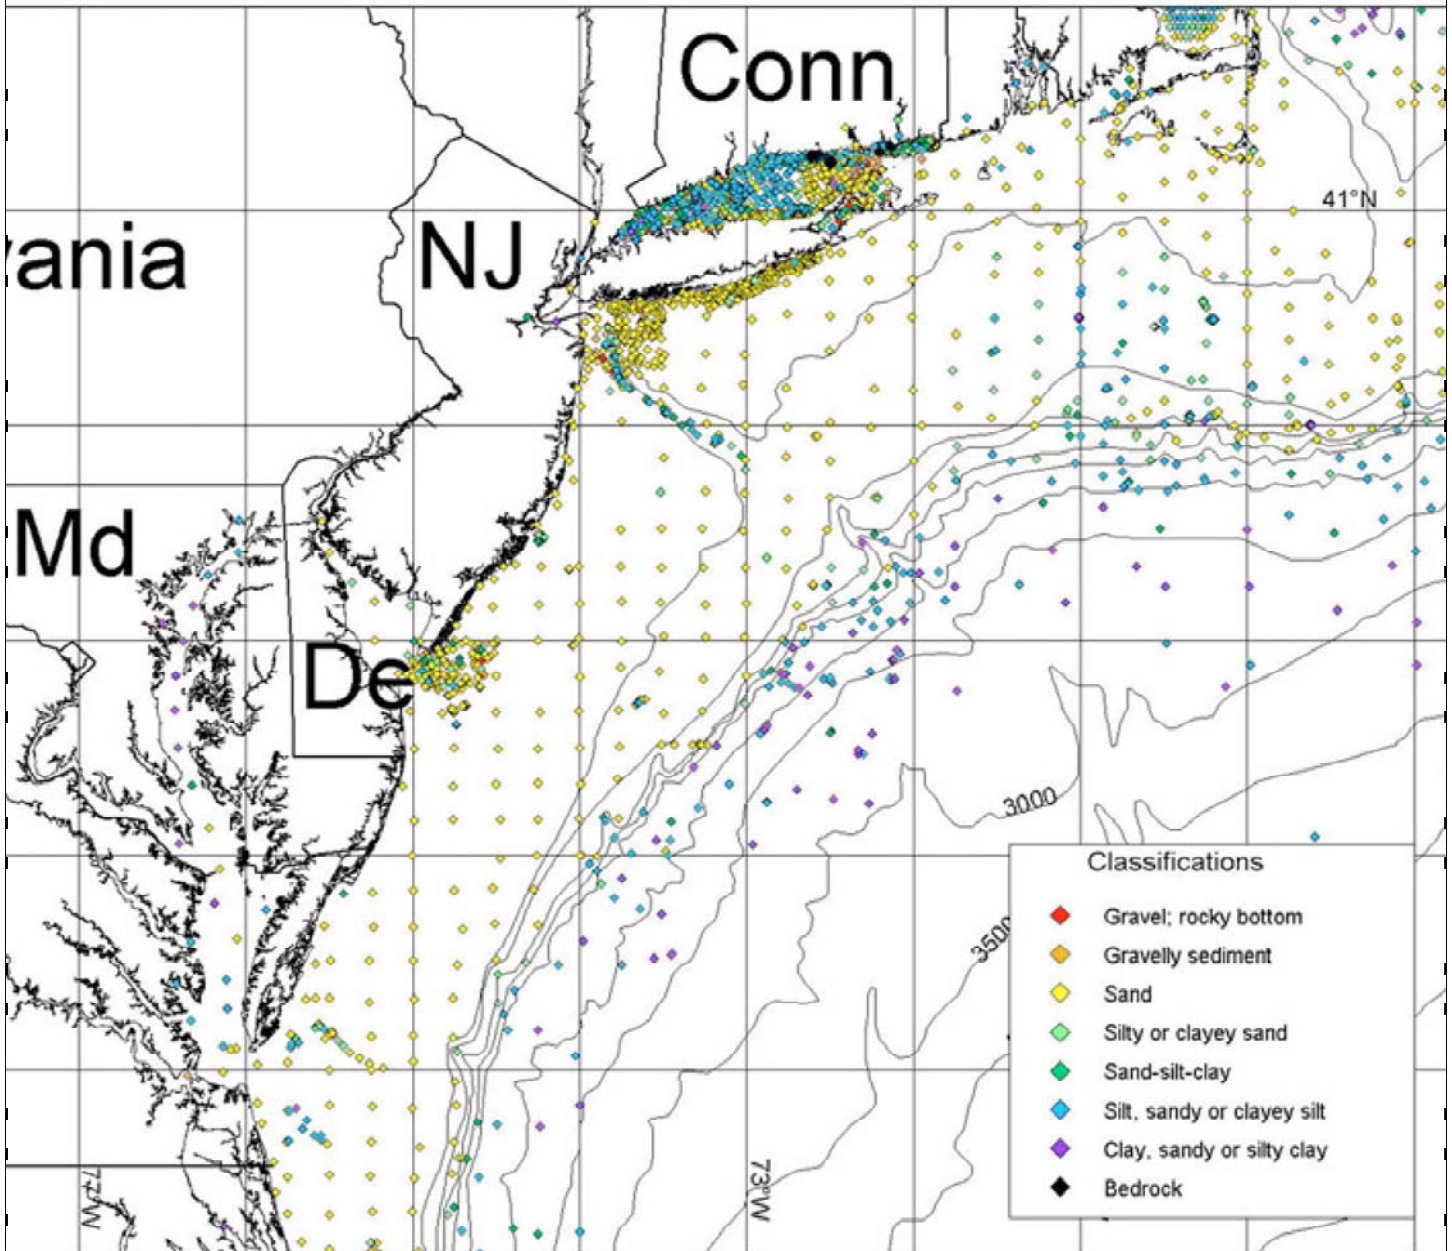 Conn
41°N
vania
NJ
Md
De
3000
3500
77°W
73°W
Classifications
Gravel; rocky bottom
Gravelly sediment
Sand
Silty or clayey sand
Sand-silt-clay
Silt, sandy or clayey silt
Clay, sandy or silty clay
Bedrock